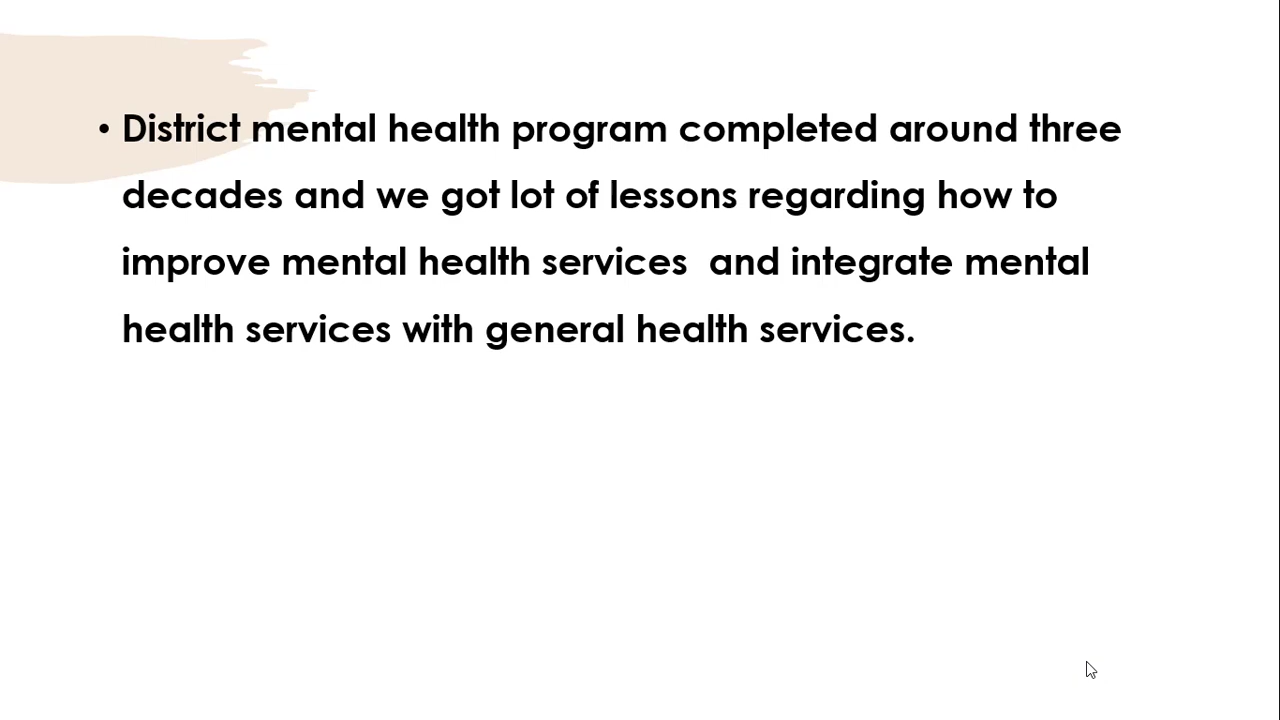 • District mental health program completed around three
decades and we got lot of lessons regarding how to
improve mental health services  and integrate mental
health services with general health services.